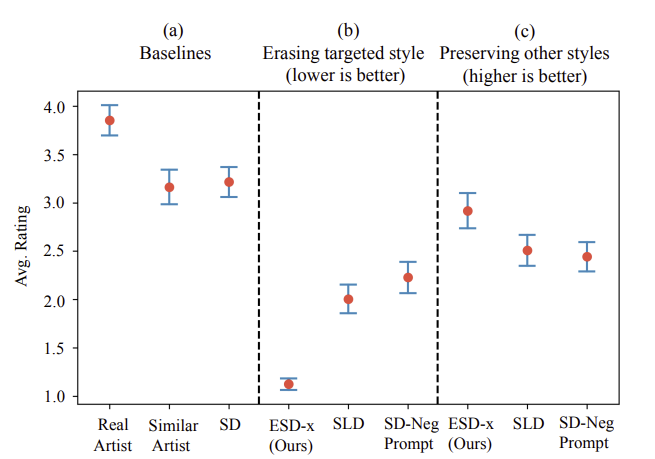 (a)
Baselines
(b)
Erasing targeted style
(lower is better)
(c)
Preserving other styles
(higher is better)
Avg. Rating
4.0
3.5
3.0
2.5
2.0
1.5
1.0
Real
Artist
Similar
Artist
SD
ESD-x
(Ours)
SLD
SD-Neg
Prompt
ESD-x
(Ours)
SLD
SD-Neg
Prompt